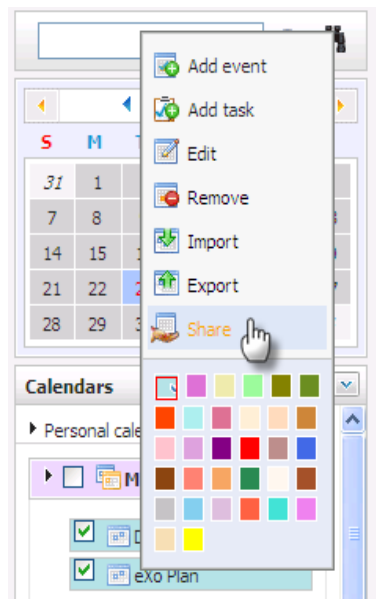 Add event
Add task
S M
Edit
31 1
Remove
7 8
Import
14 15
Export
21 22
Share
28 29
Calendars
Personal cale
eXo Plan